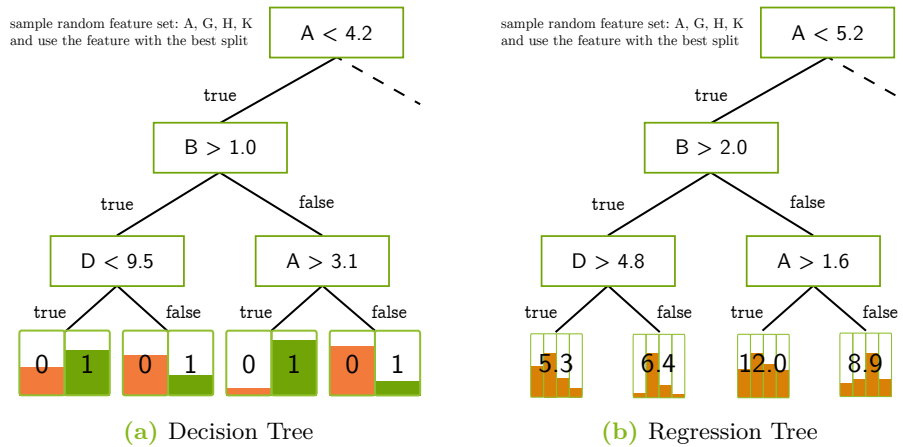 sample random feature set: A, G, H, K
and use the feature with the best split
A < 4.2
true
B > 1.0
true
false
D < 9.5
A > 3.1
true
false
true
false
0 1
0 1
0 1
0 1
(a) Decision Tree
sample random feature set: A, G, H, K
and use the feature with the best split
A < 5.2
true
B > 2.0
true
false
D > 4.8
A > 1.6
true
false
true
false
5.3
6.4
12.0
8.9
(b) Regression Tree